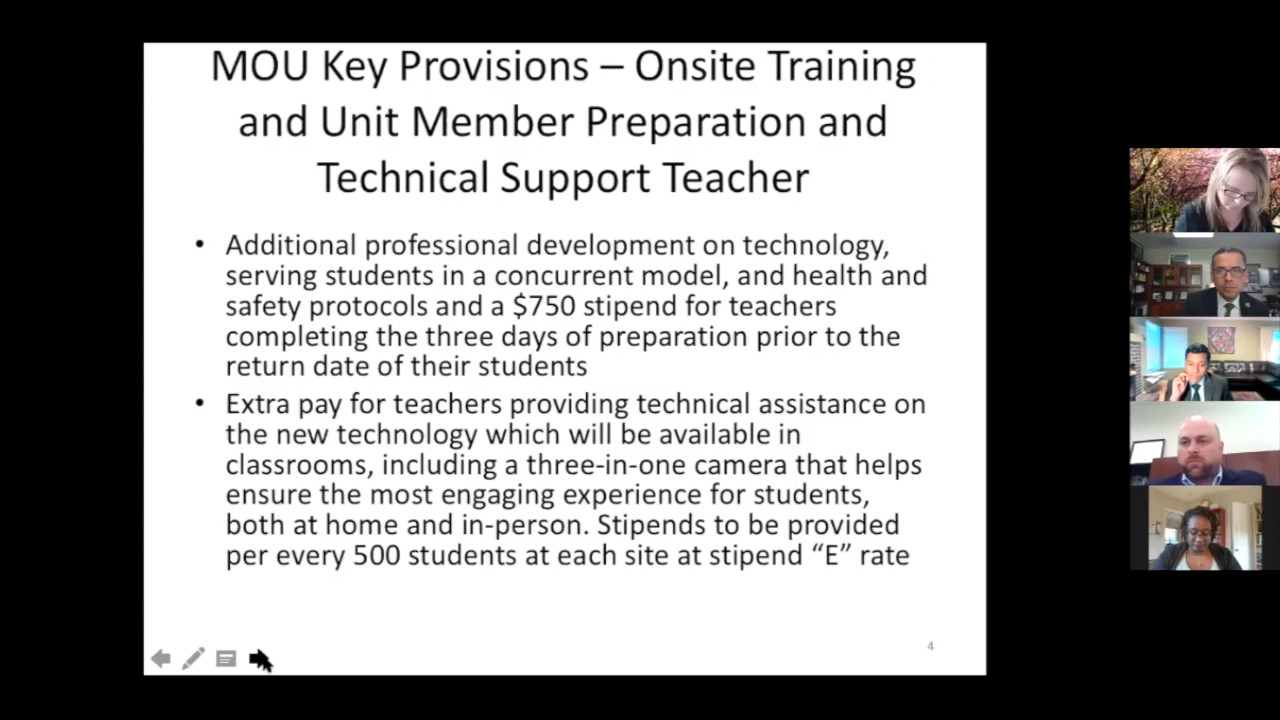 MOU Key Provisions – Onsite Training
and Unit Member Preparation and
Technical Support Teacher
• Additional professional development on technology,
serving students in a concurrent model, and health and
safety protocols and a $750 stipend for teachers
completing the three days of preparation prior to the
return date of their students
• Extra pay for teachers providing technical assistance on
the new technology which will be available in
classrooms, including a three-in-one camera that helps
ensure the most engaging experience for students,
both at home and in-person. Stipends to be provided
per every 500 students at each site at stipend “E” rate
4